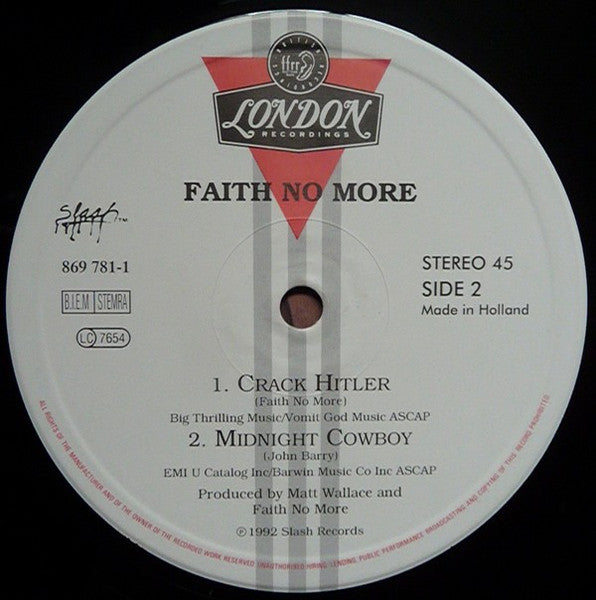 BRITISH
ffrr
LONDON
RECORDINGS
FAITH NO MORE
Slash TM
869 781-1
B.I.E.M. STEMRA
LC 7654
STEREO 45
SIDE 2
Made in Holland
1. CRACK HITLER
(Faith No More)
Big Thrilling Music/Vomit God Music ASCAP
2. MIDNIGHT COWBOY
(John Barry)
EMI U Catalog Inc/Barwin Music Co Inc ASCAP
Produced by Matt Wallace and
Faith No More
℗ 1992 Slash Records
ALL RIGHTS OF THE MANUFACTURER AND OF THE OWNER OF THE RECORDED WORK RESERVED. UNAUTHORISED HIRING, LENDING, PUBLIC PERFORMANCE BROADCASTING AND COPYING OF THIS RECORD PROHIBITED